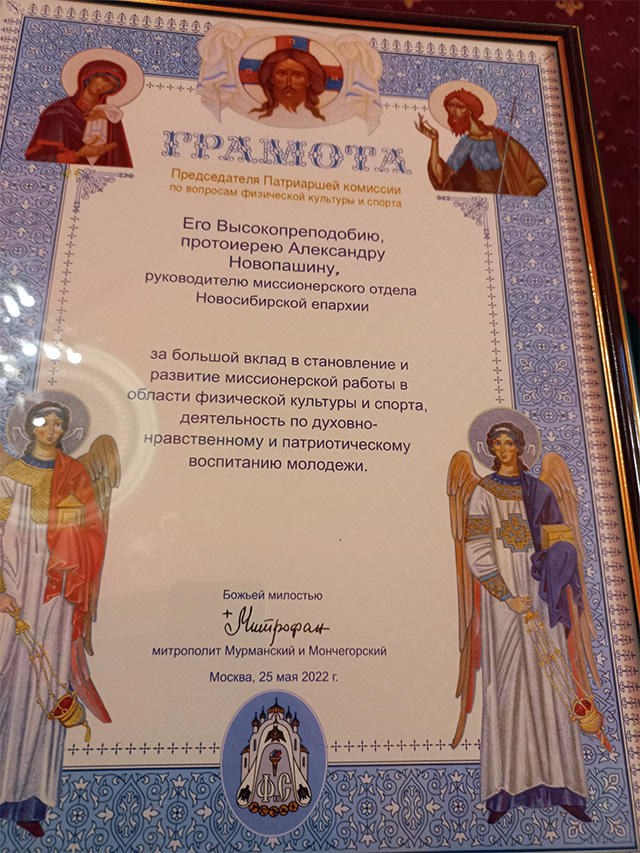 ГРАМОТА
Председателя Патриаршей комиссии
по вопросам физической культуры и спорта
Его Высокопреподобию,
протоиерею Александру
Новопашину,
руководителю миссионерского отдела
Новосибирской епархии
за большой вклад в становление и
развитие миссионерской работы в
области физической культуры и спорта,
деятельность по духовно-
нравственному и патриотическому
воспитанию молодежи.
Божьей милостью
+Митрофан
митрополит Мурманский и Мончегорский
Москва, 25 мая 2022 г.
ФиС